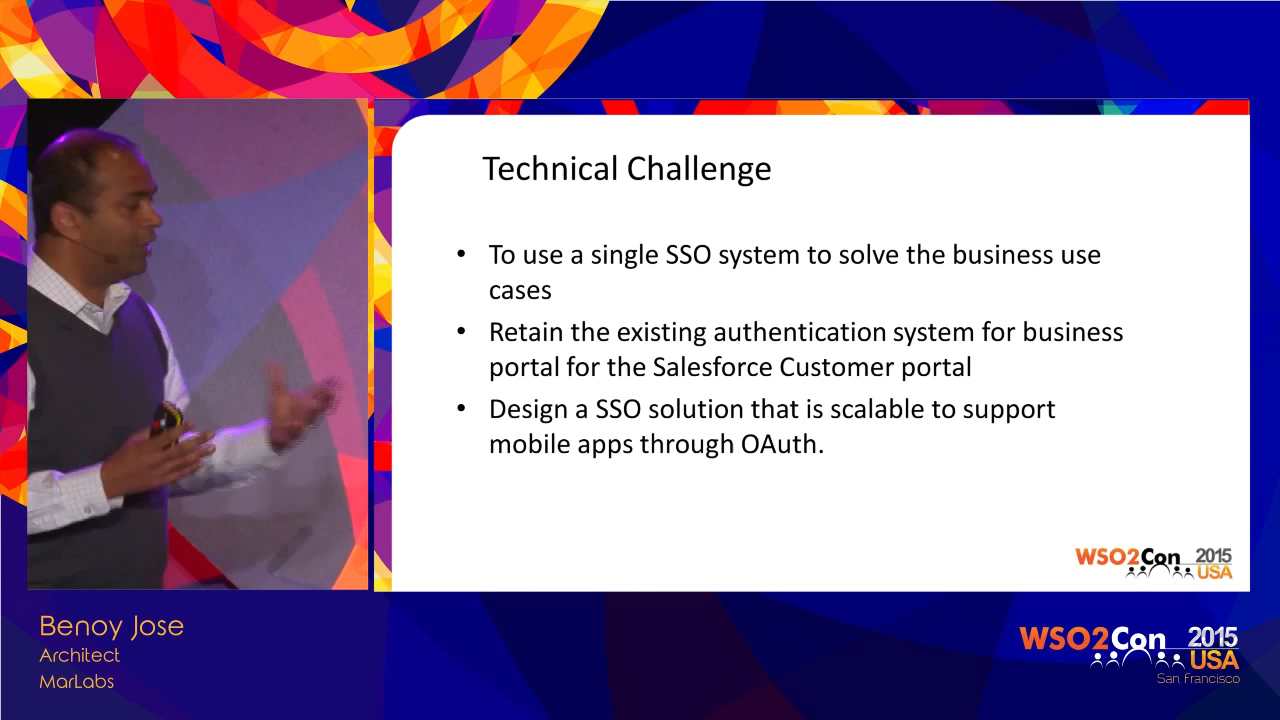 Technical Challenge
• To use a single SSO system to solve the business use
cases
• Retain the existing authentication system for business
portal for the Salesforce Customer portal
• Design a SSO solution that is scalable to support
mobile apps through OAuth.
WSO2Con 2015
USA
Benoy Jose
Architect
MarLabs
WSO2Con 2015
USA
San Francisco